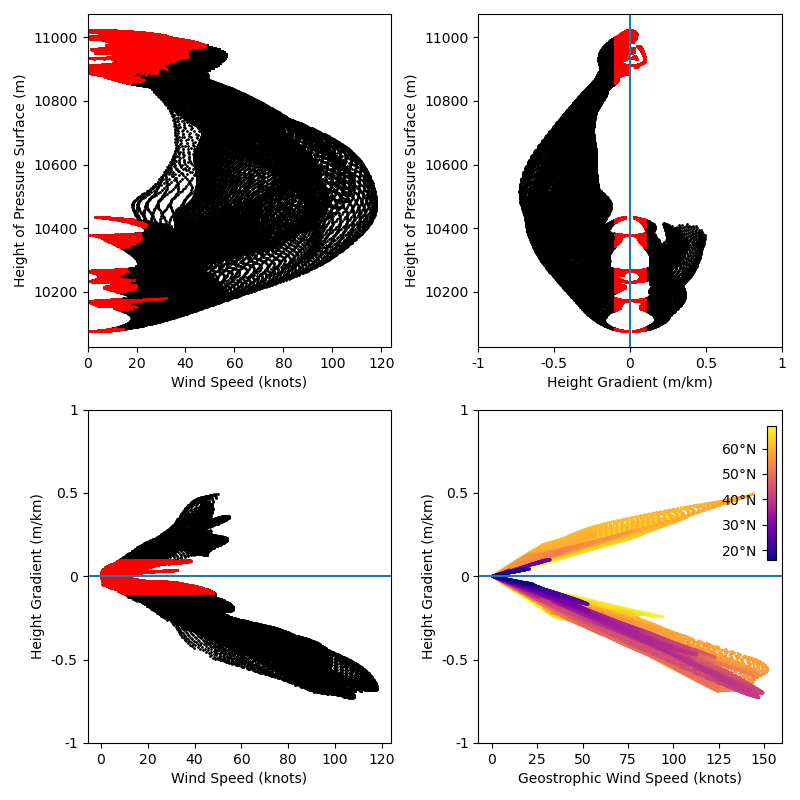 11000
10800
10600
10400
10200
Height of Pressure Surface (m)
0 20 40 60 80 100 120
Wind Speed (knots)
11000
10800
10600
10400
10200
Height of Pressure Surface (m)
-1 -0.5 0 0.5 1
Height Gradient (m/km)
1
0.5
0
-0.5
-1
Height Gradient (m/km)
0 20 40 60 80 100 120
Wind Speed (knots)
1
0.5
0
-0.5
-1
Height Gradient (m/km)
60°N
50°N
40°N
30°N
20°N
0 25 50 75 100 125 150
Geostrophic Wind Speed (knots)